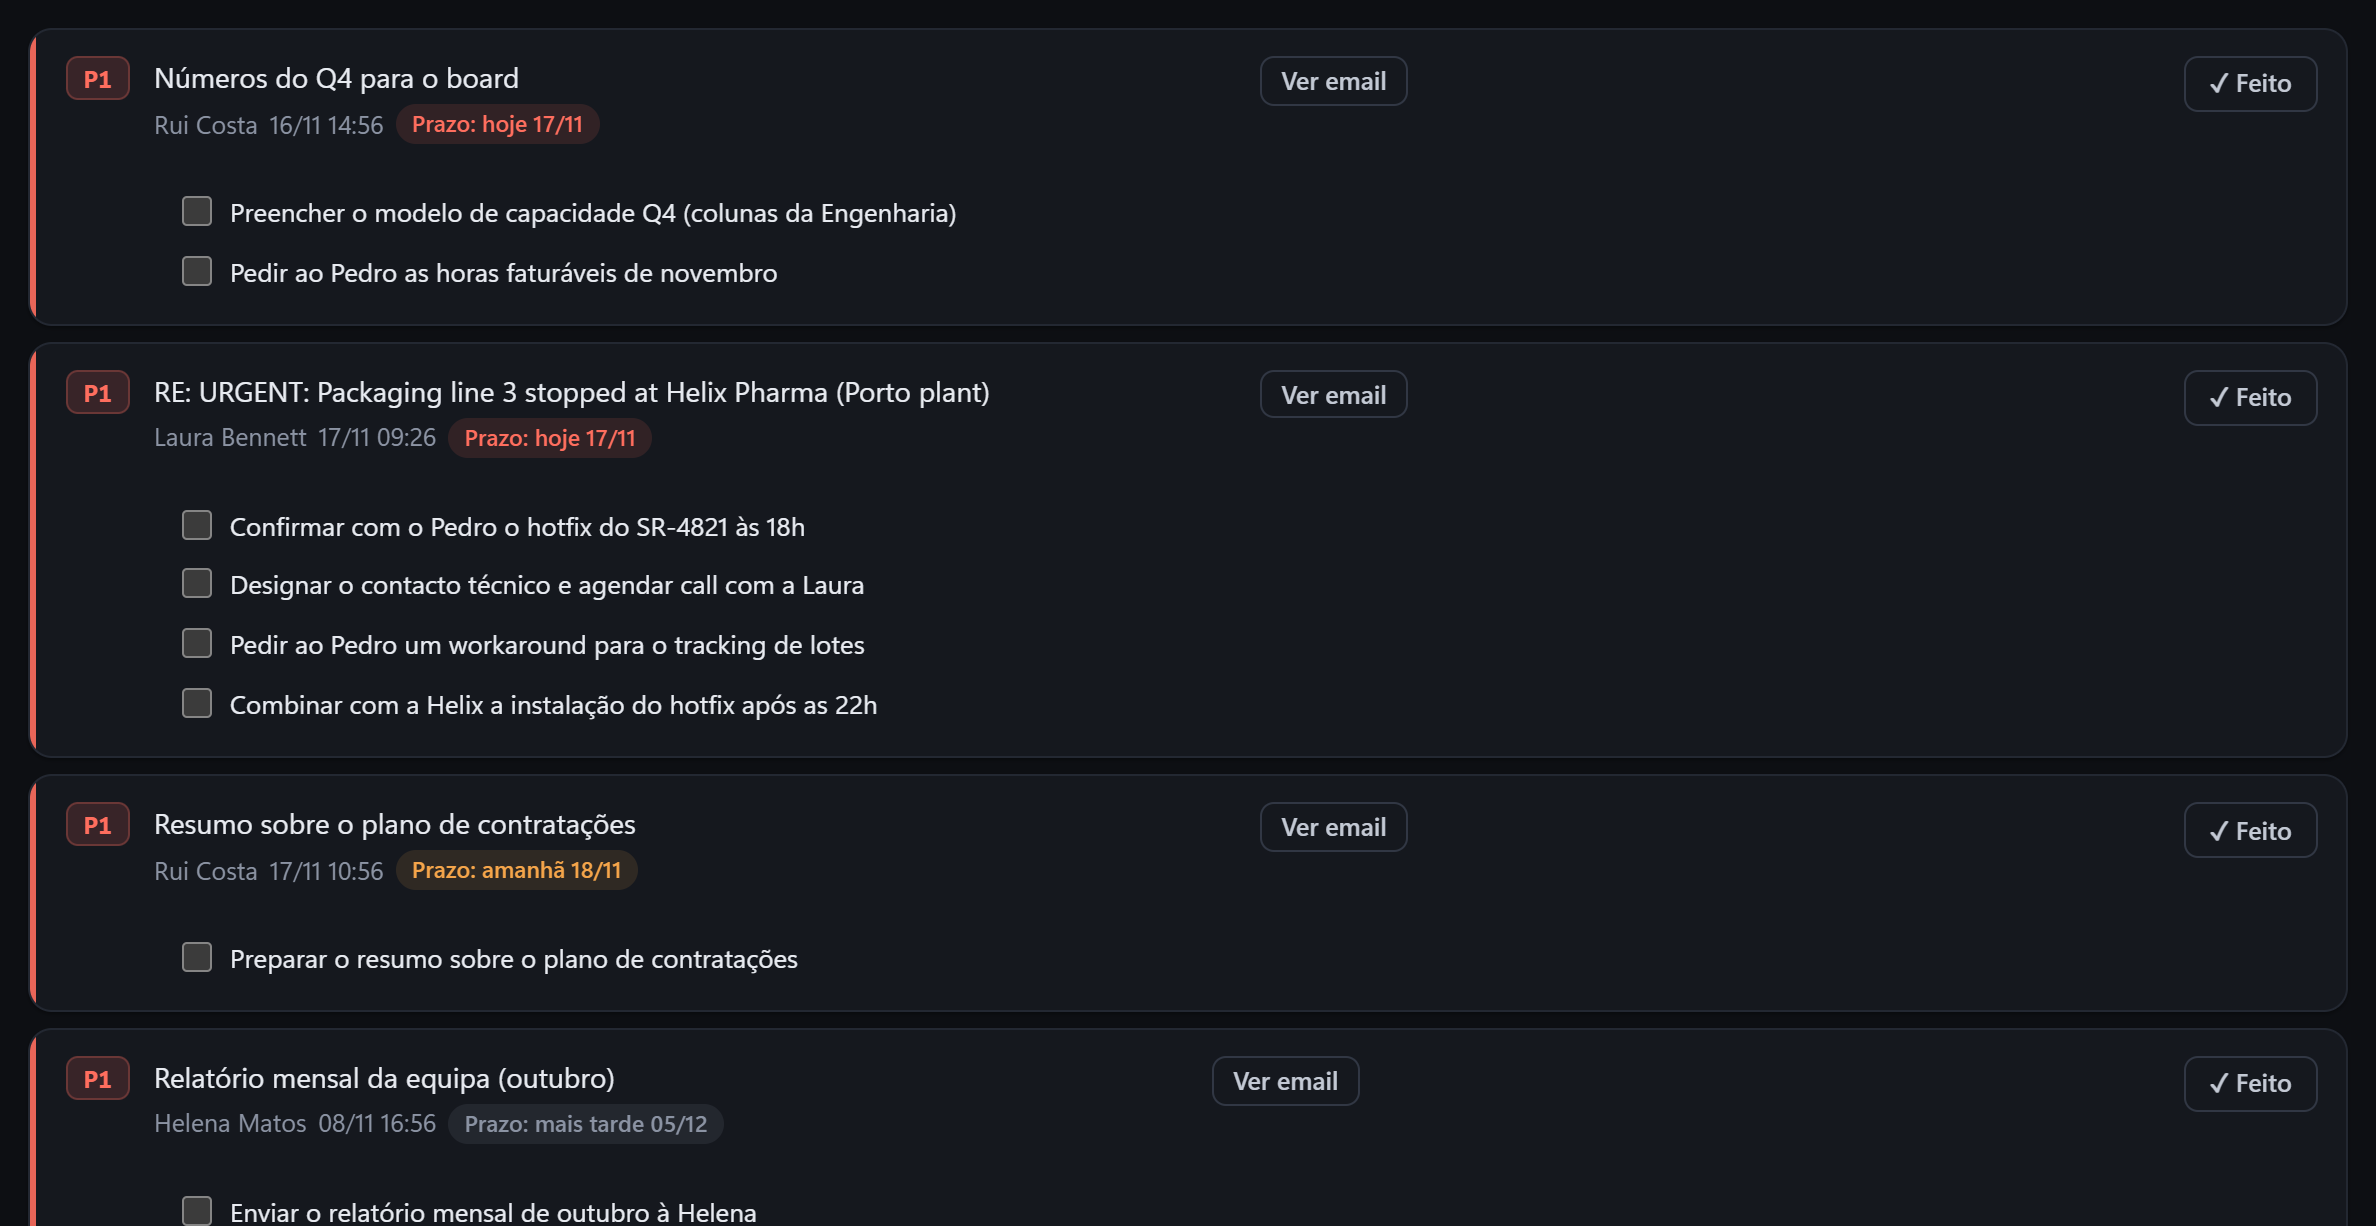 P1 Números do Q4 para o board Ver email ✓ Feito
Rui Costa 16/11 14:56 Prazo: hoje 17/11
Preencher o modelo de capacidade Q4 (colunas da Engenharia)
Pedir ao Pedro as horas faturáveis de novembro
P1 RE: URGENT: Packaging line 3 stopped at Helix Pharma (Porto plant) Ver email ✓ Feito
Laura Bennett 17/11 09:26 Prazo: hoje 17/11
Confirmar com o Pedro o hotfix do SR-4821 às 18h
Designar o contacto técnico e agendar call com a Laura
Pedir ao Pedro um workaround para o tracking de lotes
Combinar com a Helix a instalação do hotfix após as 22h
P1 Resumo sobre o plano de contratações Ver email ✓ Feito
Rui Costa 17/11 10:56 Prazo: amanhã 18/11
Preparar o resumo sobre o plano de contratações
P1 Relatório mensal da equipa (outubro) Ver email ✓ Feito
Helena Matos 08/11 16:56 Prazo: mais tarde 05/12
Enviar o relatório mensal de outubro à Helena